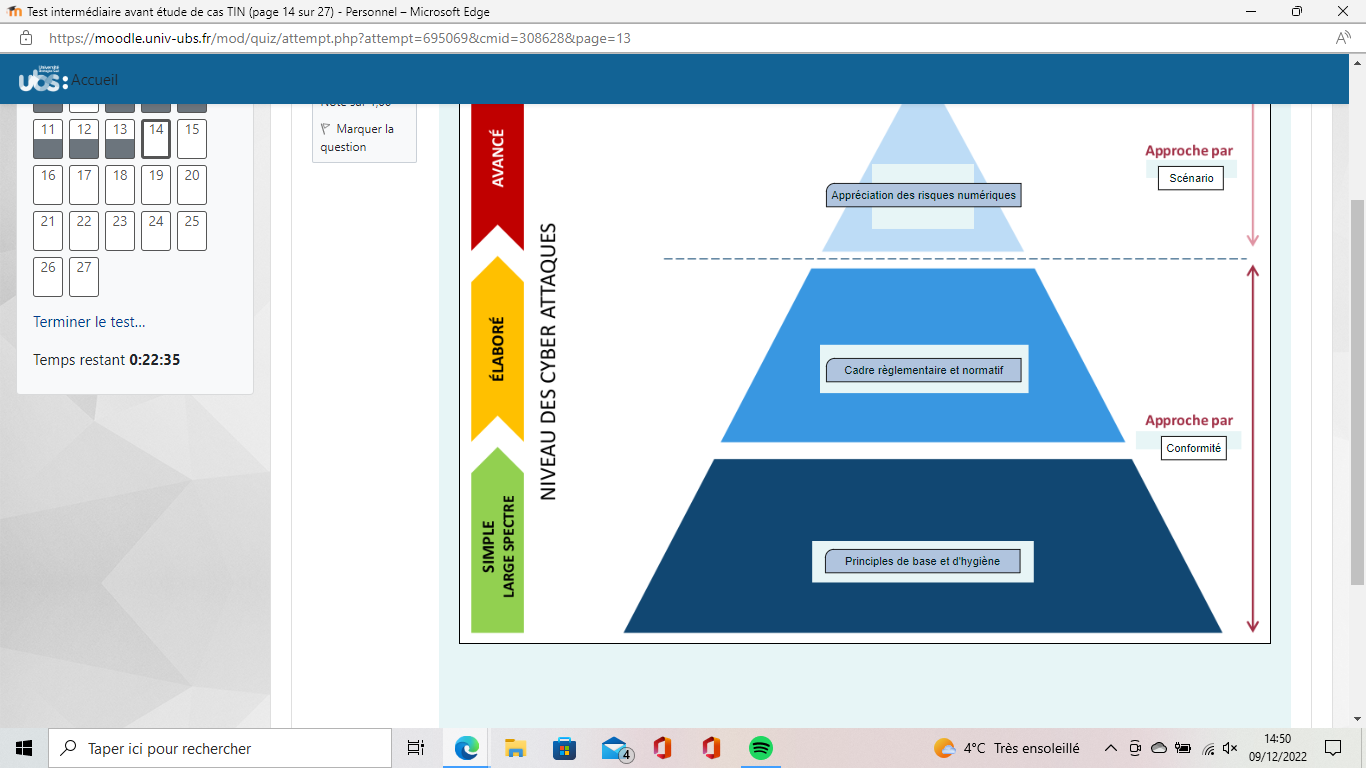 Test intermédiaire avant étude de cas TIN (page 14 sur 27) - Personnel – Microsoft Edge
https://moodle.univ-ubs.fr/mod/quiz/attempt.php?attempt=695069&cmid=308628&page=13
ubs: Accueil
11 12 13 14 15
16 17 18 19 20
21 22 23 24 25
26 27
Terminer le test...
Temps restant 0:22:35
Note sur 1,00
Marquer la
question
AVANCÉ
ÉLABORÉ
SIMPLE
LARGE SPECTRE
NIVEAU DES CYBER ATTAQUES
Appréciation des risques numériques
Cadre règlementaire et normatif
Principles de base et d'hygiène
Approche par
Scénario
Approche par
Conformité
Taper ici pour rechercher
4
4°C Très ensoleillé
14:50
09/12/2022